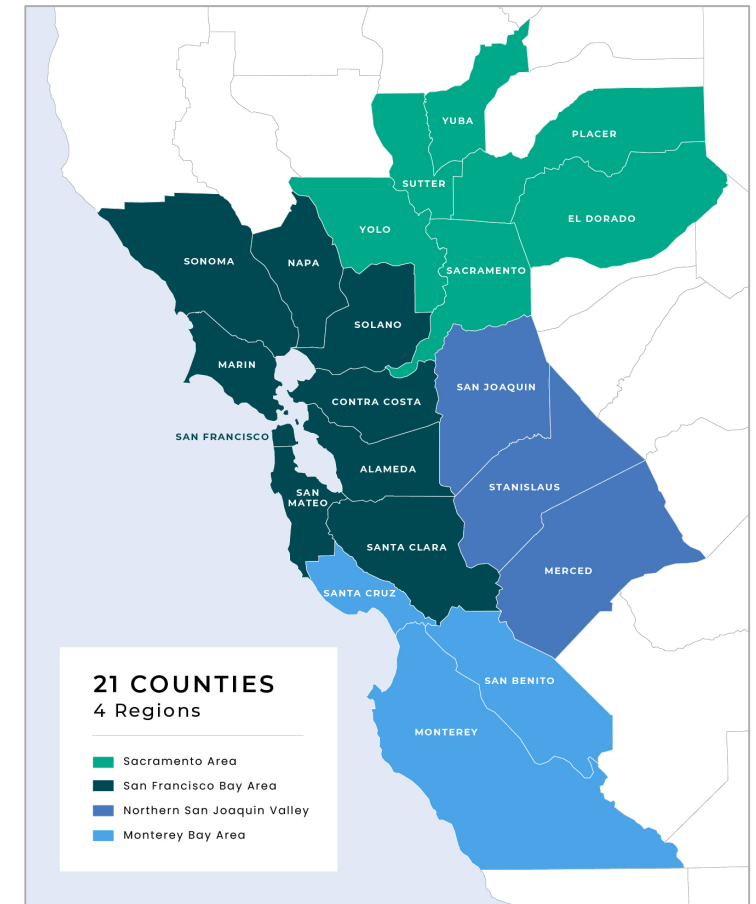 YUBA
PLACER
SUTTER
EL DORADO
YOLO
SONOMA
NAPA
SACRAMENTO
SOLANO
MARIN
SAN JOAQUIN
CONTRA COSTA
SAN FRANCISCO
ALAMEDA
STANISLAUS
SAN
MATEO
SANTA CLARA
MERCED
SANTA CRUZ
SAN BENITO
MONTEREY
21 COUNTIES
4 Regions
Sacramento Area
San Francisco Bay Area
Northern San Joaquin Valley
Monterey Bay Area